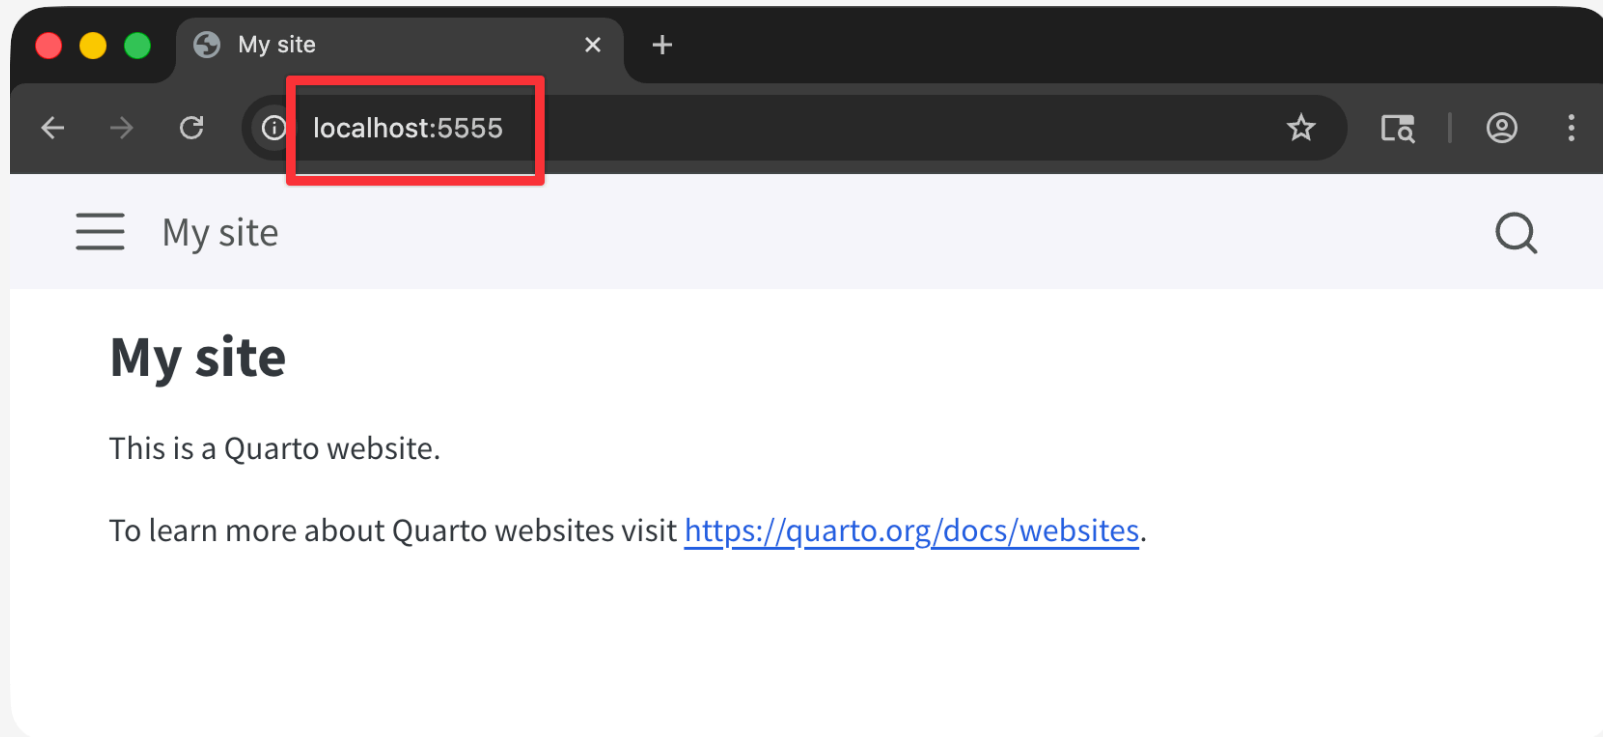 My site
localhost:5555
My site
My site
This is a Quarto website.
To learn more about Quarto websites visit https://quarto.org/docs/websites.